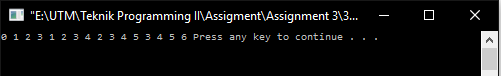 "E:\UTM\Teknik Programming II\Assigment\Assignment 3\3...
0 1 2 3 1 2 3 4 2 3 4 5 3 4 5 6 Press any key to continue . . .